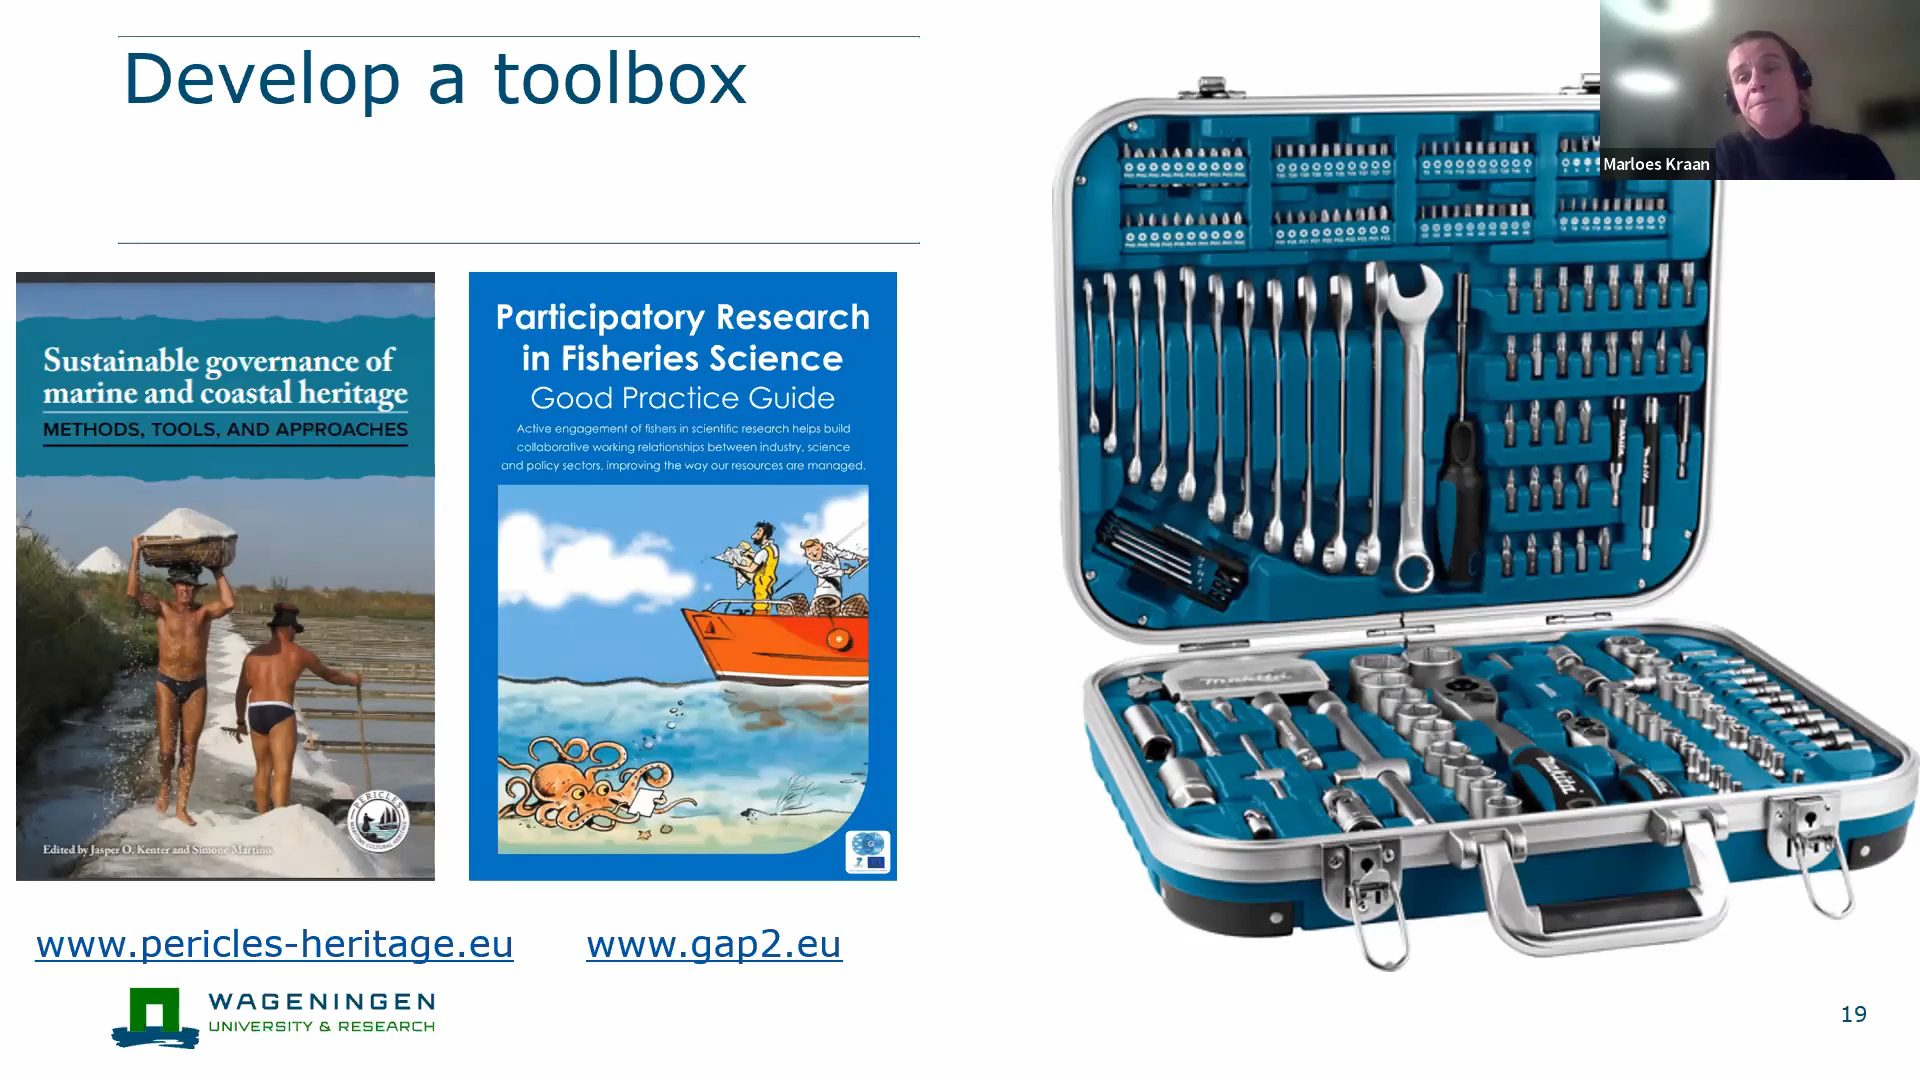 Develop a toolbox
Marloes Kraan
Sustainable governance of
marine and coastal heritage
METHODS, TOOLS, AND APPROACHES
PERICLES
Edited by Jasper O. Kenter and Simone Martino
Participatory Research
in Fisheries Science
Good Practice Guide
Active engagement of fishers in scientific research helps build
collaborative working relationships between industry, science
and policy sectors, improving the way our resources are managed.
makita
www.pericles-heritage.eu
www.gap2.eu
WAGENINGEN
UNIVERSITY & RESEARCH
19